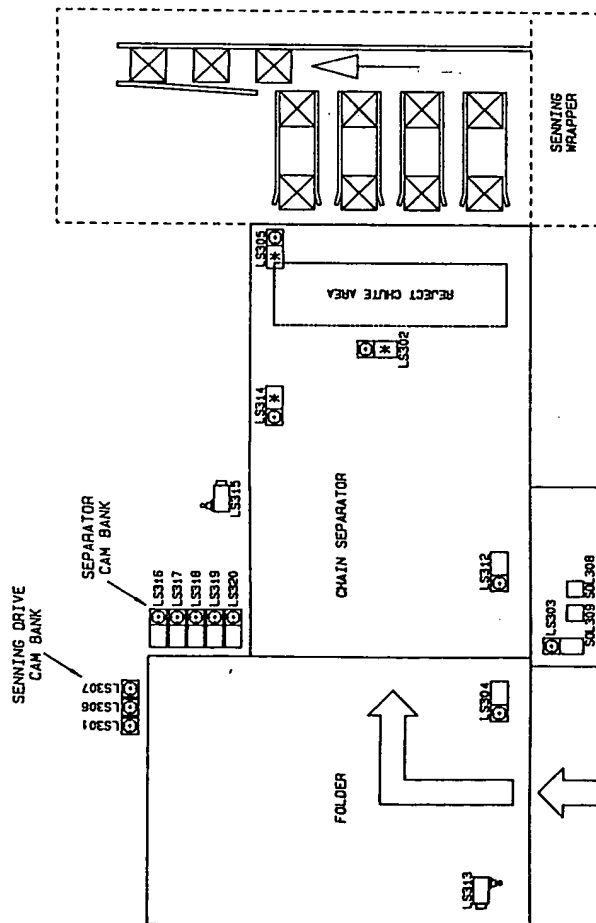 SENNING
WRAPPER
LS305
REJECT CHUTE AREA
LS302
LS314
LS315
CHAIN SEPARATOR
SEPARATOR
CAM BANK
LS316
LS317
LS318
LS319
LS320
LS312
SOL308
SOL309
LS303
SENNING DRIVE
CAM BANK
LS307
LS306
LS301
LS304
FOLDER
LS313